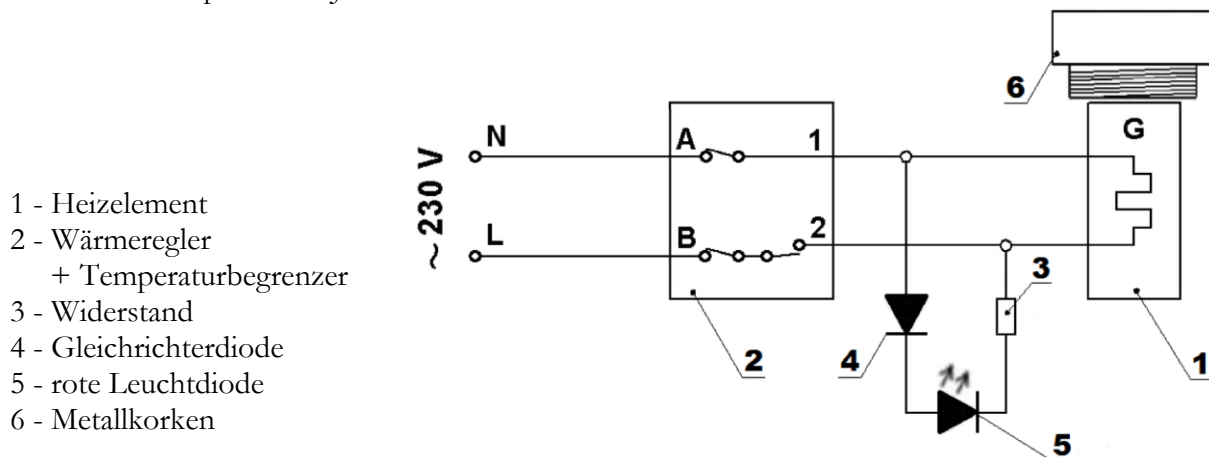 1 - Heizelement
2 - Wärmeregler
+ Temperaturbegrenzer
3 - Widerstand
4 - Gleichrichterdiode
5 - rote Leuchtdiode
6 - Metallkorken
~ 230 V
N
L
A
1
B
2
G
6
3
2
4
5
1